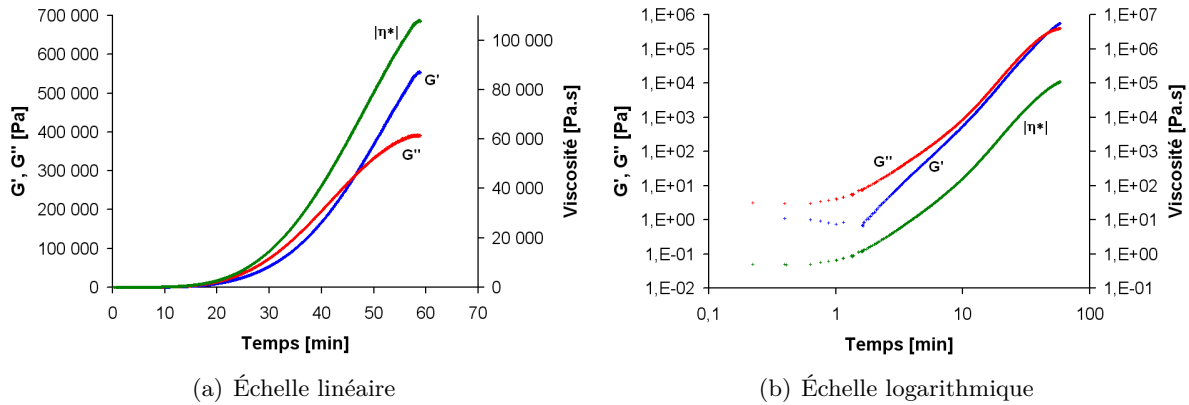 700 000
600 000
500 000
400 000
300 000
200 000
100 000
0
G', G'' [Pa]
100 000
80 000
60 000
40 000
20 000
0
Viscosité [Pa.s]
|η*|
G'
G''
0 10 20 30 40 50 60 70
Temps [min]
(a) Échelle linéaire
1,E+06
1,E+05
1,E+04
1,E+03
1,E+02
1,E+01
1,E+00
1,E-01
1,E-02
G', G'' [Pa]
1,E+07
1,E+06
1,E+05
1,E+04
1,E+03
1,E+02
1,E+01
1,E+00
1,E-01
Viscosité [Pa.s]
|η*|
G''
G'
0,1 1 10 100
Temps [min]
(b) Échelle logarithmique